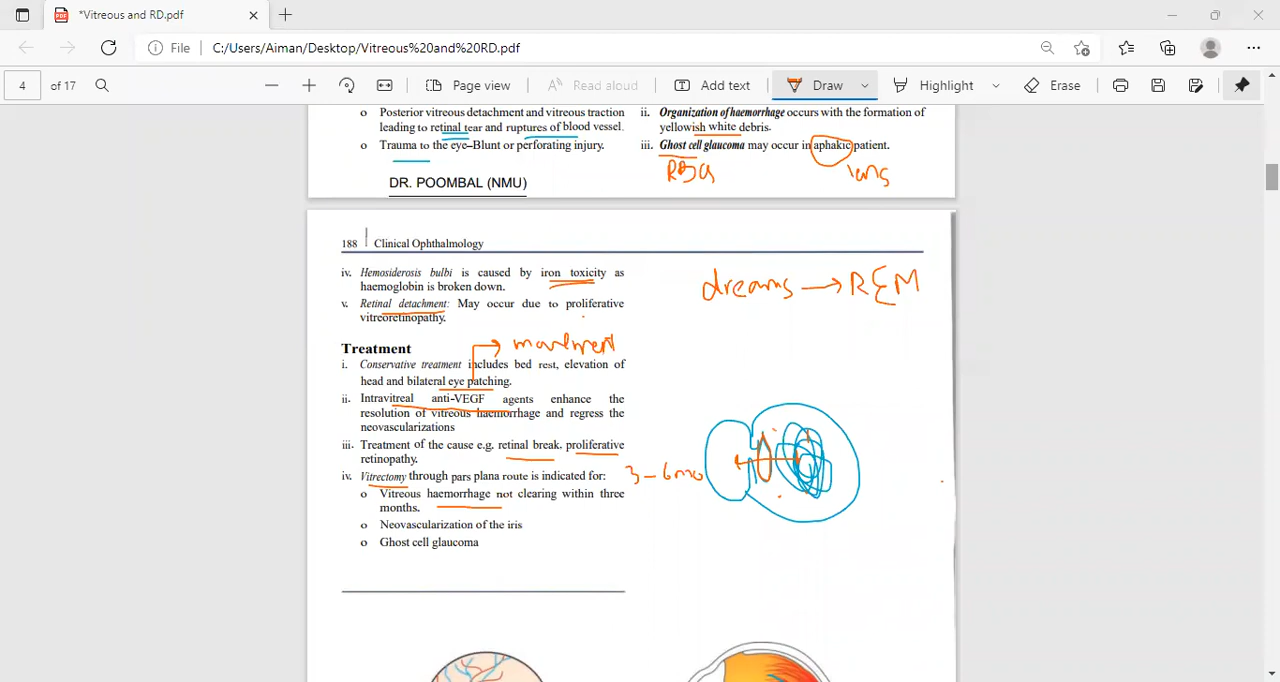 *Vitreous and RD.pdf
File C:/Users/Aiman/Desktop/Vitreous%20and%20RD.pdf
4 of 17 Page view Read aloud Add text Draw Highlight Erase
o Posterior vitreous detachment and vitreous traction
leading to retinal tear and ruptures of blood vessel.
o Trauma to the eye–Blunt or perforating injury.
DR. POOMBAL (NMU)
ii. Organization of haemorrhage occurs with the formation of
yellowish white debris.
iii. Ghost cell glaucoma may occur in aphakic patient.
lens
188 Clinical Ophthalmology
iv. Hemosiderosis bulbi is caused by iron toxicity as
haemoglobin is broken down.
v. Retinal detachment: May occur due to proliferative
vitreoretinopathy.
dreams → REM
movement
Treatment
i. Conservative treatment includes bed rest, elevation of
head and bilateral eye patching.
ii. Intravitreal anti-VEGF agents enhance the
resolution of vitreous haemorrhage and regress the
neovascularizations
iii. Treatment of the cause e.g. retinal break, proliferative
retinopathy.
iv. Vitrectomy through pars plana route is indicated for:
3-6mo
o Vitreous haemorrhage not clearing within three
months.
o Neovascularization of the iris
o Ghost cell glaucoma